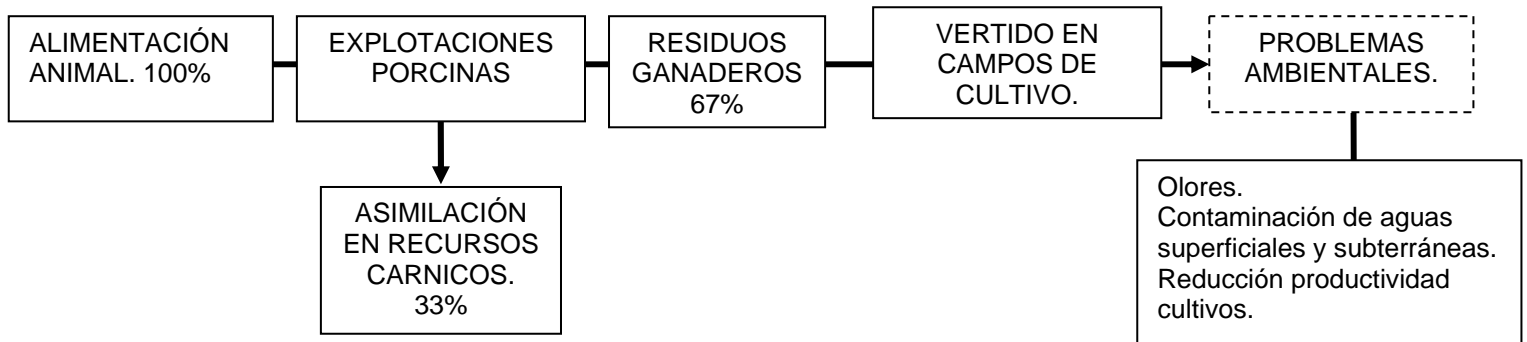 ALIMENTACIÓN
ANIMAL. 100%
EXPLOTACIONES
PORCINAS
RESIDUOS
GANADEROS
67%
VERTIDO EN
CAMPOS DE
CULTIVO.
PROBLEMAS
AMBIENTALES.
ASIMILACIÓN
EN RECURSOS
CARNICOS.
33%
Olores.
Contaminación de aguas
superficiales y subterráneas.
Reducción productividad
cultivos.